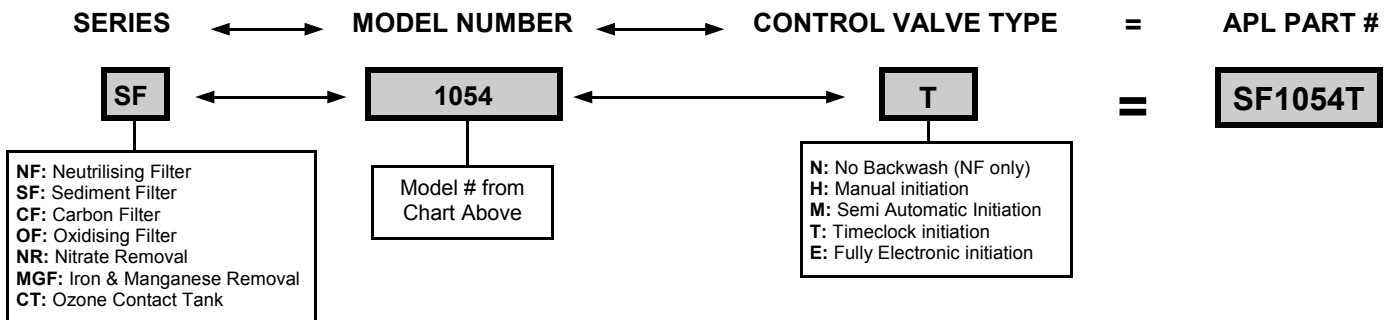 SERIES MODEL NUMBER CONTROL VALVE TYPE = APL PART #
SF 1054 T = SF1054T
NF: Neutrilising Filter
SF: Sediment Filter
CF: Carbon Filter
OF: Oxidising Filter
NR: Nitrate Removal
MGF: Iron & Manganese Removal
CT: Ozone Contact Tank
Model # from
Chart Above
N: No Backwash (NF only)
H: Manual initiation
M: Semi Automatic Initiation
T: Timeclock initiation
E: Fully Electronic initiation